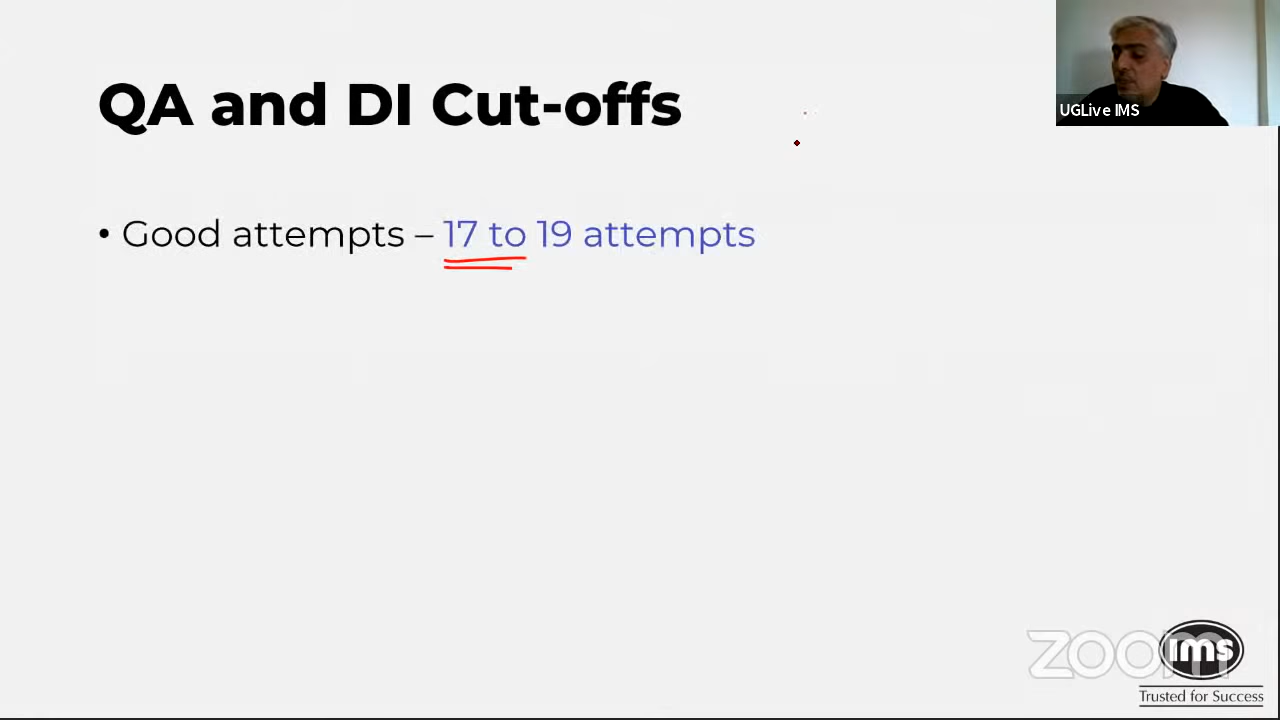 QA and DI Cut-offs
UGLive IMS
• Good attempts – 17 to 19 attempts
zoom
ims
Trusted for Success